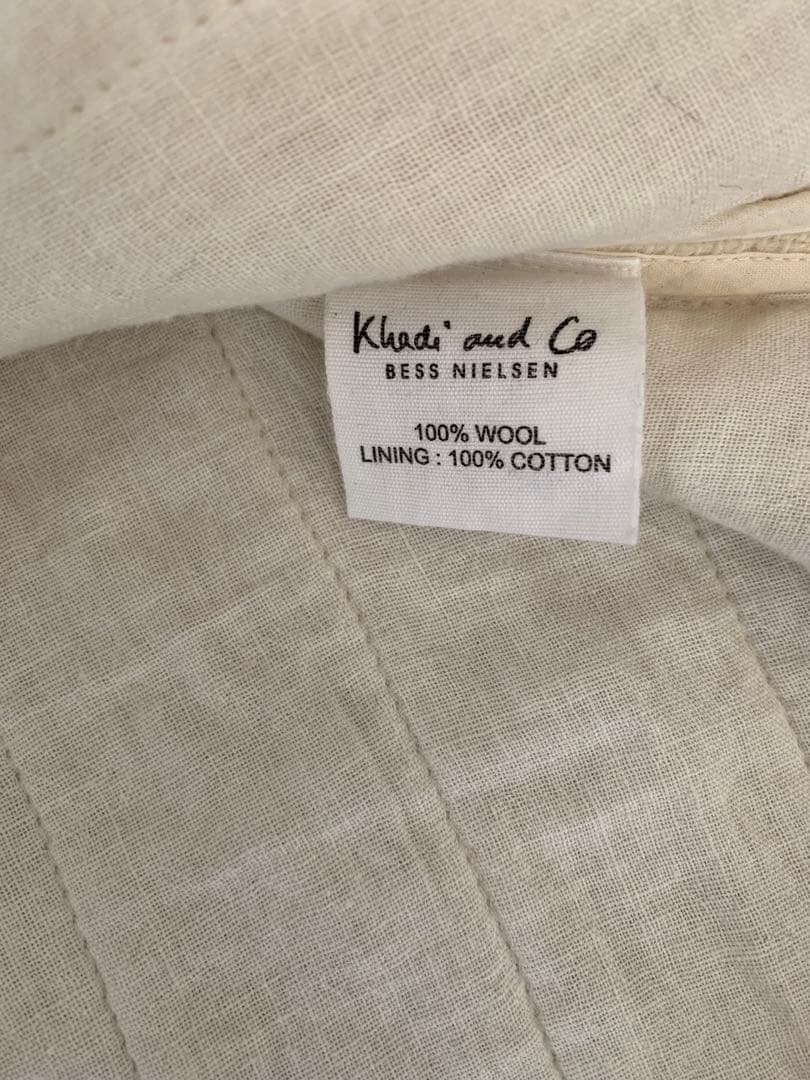 Khadi and Co
BESS NIELSEN
100% WOOL
LINING : 100% COTTON